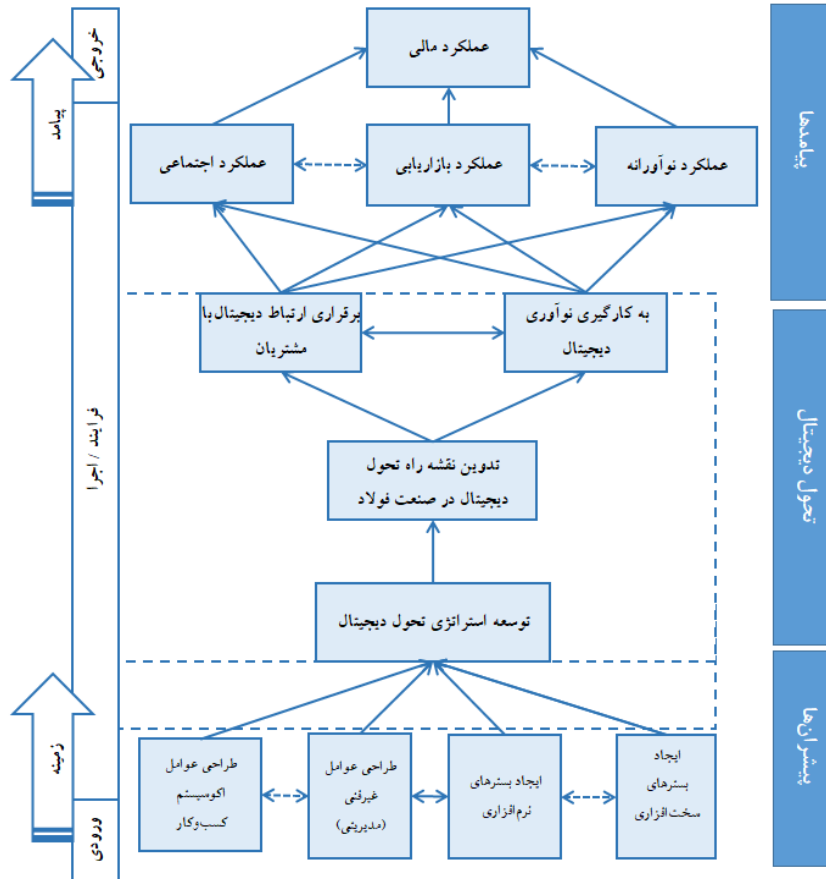 خروجی
پیامد
فرایند / اجرا
زمینه
ورودی
پیامدها
تحول دیجیتال
پیشران‌ها
عملکرد مالی
عملکرد نوآورانه
عملکرد بازاریابی
عملکرد اجتماعی
به کارگیری نوآوری
دیجیتال
برقراری ارتباط دیجیتال با
مشتریان
تدوین نقشه راه تحول
دیجیتال در صنعت فولاد
توسعه استراتژی تحول دیجیتال
ایجاد
بسترهای
سخت‌افزاری
ایجاد بسترهای
نرم‌افزاری
طراحی عوامل
غیرفنی
(مدیریتی)
طراحی عوامل
اکوسیستم
کسب‌وکار